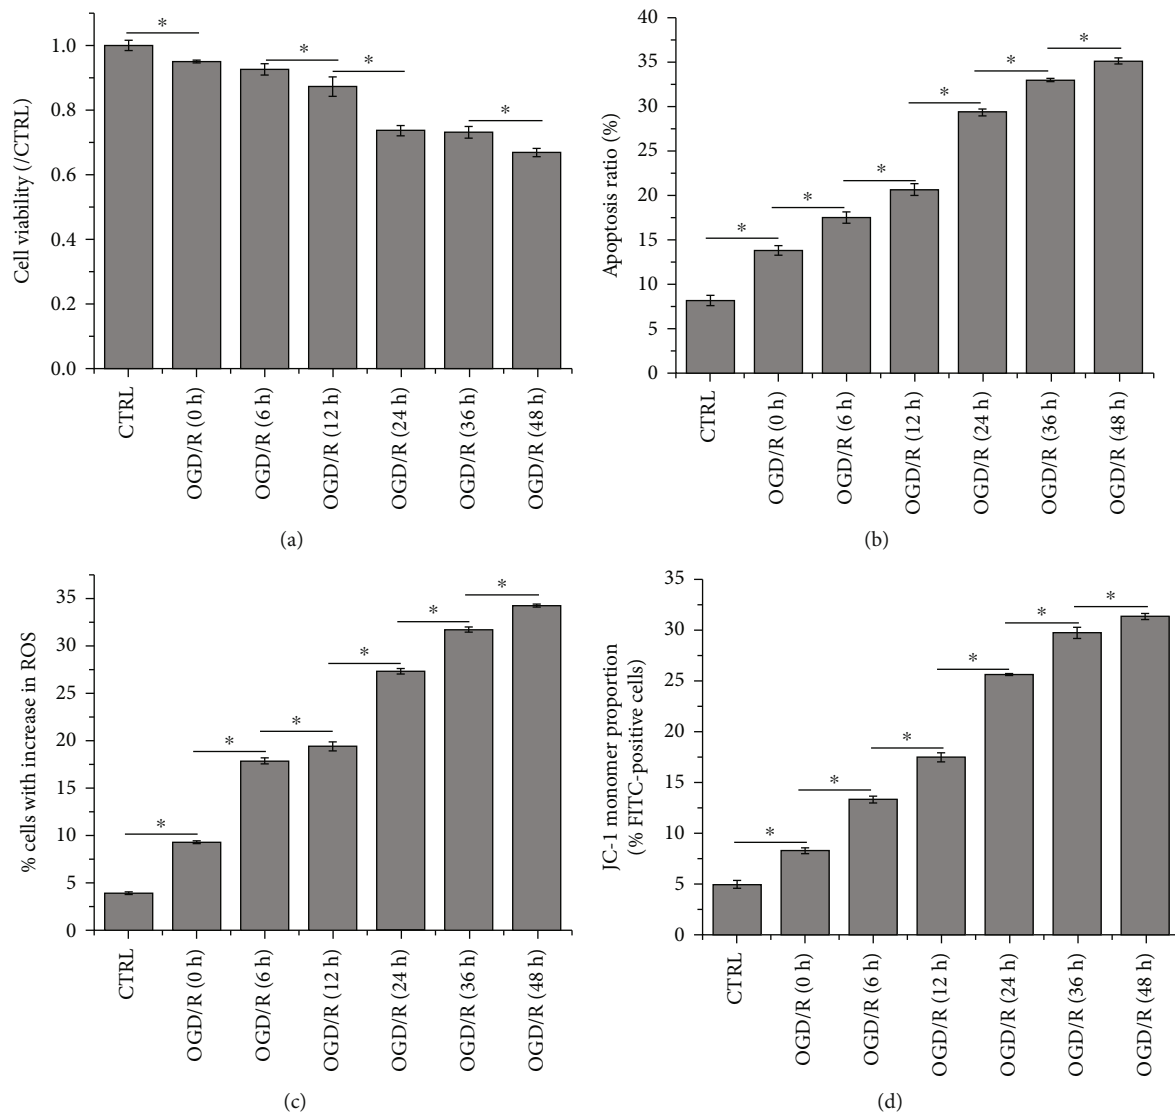 *
*
*
*
1.0
0.8
0.6
0.4
0.2
0.0
Cell viability (/CTRL)
CTRL
OGD/R (0 h)
OGD/R (6 h)
OGD/R (12 h)
OGD/R (24 h)
OGD/R (36 h)
OGD/R (48 h)
(a)
*
*
*
*
*
*
40
35
30
25
20
15
10
5
0
Apoptosis ratio (%)
CTRL
OGD/R (0 h)
OGD/R (6 h)
OGD/R (12 h)
OGD/R (24 h)
OGD/R (36 h)
OGD/R (48 h)
(b)
*
*
*
*
*
*
35
30
25
20
15
10
5
0
% cells with increase in ROS
CTRL
OGD/R (0 h)
OGD/R (6 h)
OGD/R (12 h)
OGD/R (24 h)
OGD/R (36 h)
OGD/R (48 h)
(c)
*
*
*
*
*
*
35
30
25
20
15
10
5
0
JC-1 monomer proportion
(% FITC-positive cells)
CTRL
OGD/R (0 h)
OGD/R (6 h)
OGD/R (12 h)
OGD/R (24 h)
OGD/R (36 h)
OGD/R (48 h)
(d)